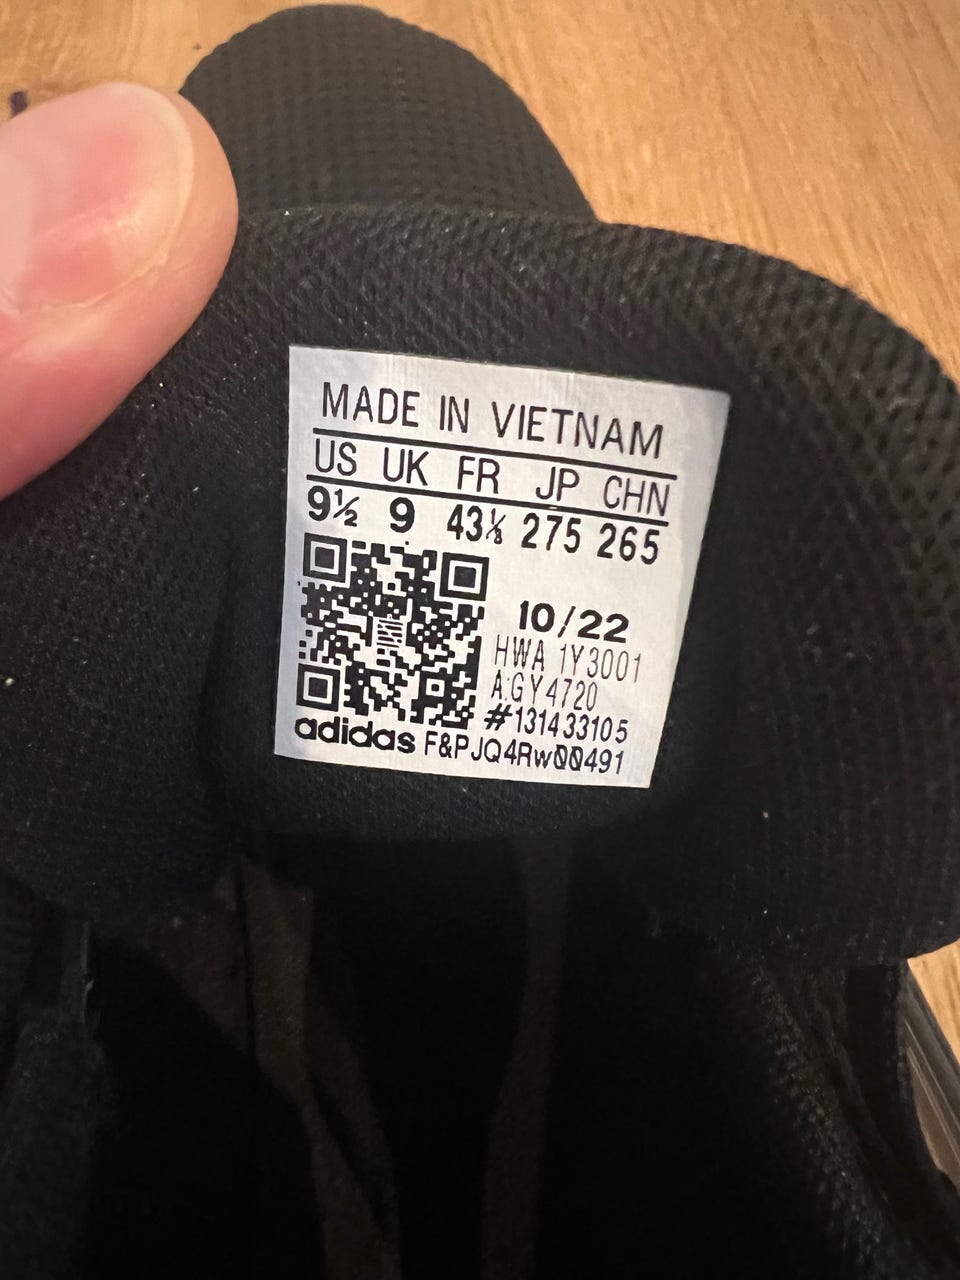 MADE IN VIETNAM
US UK FR JP CHN
9½ 9 43⅓ 275 265
10/22
HWA 1Y3001
A:GY4720
#131433105
adidas F&PJQ4Rw00491